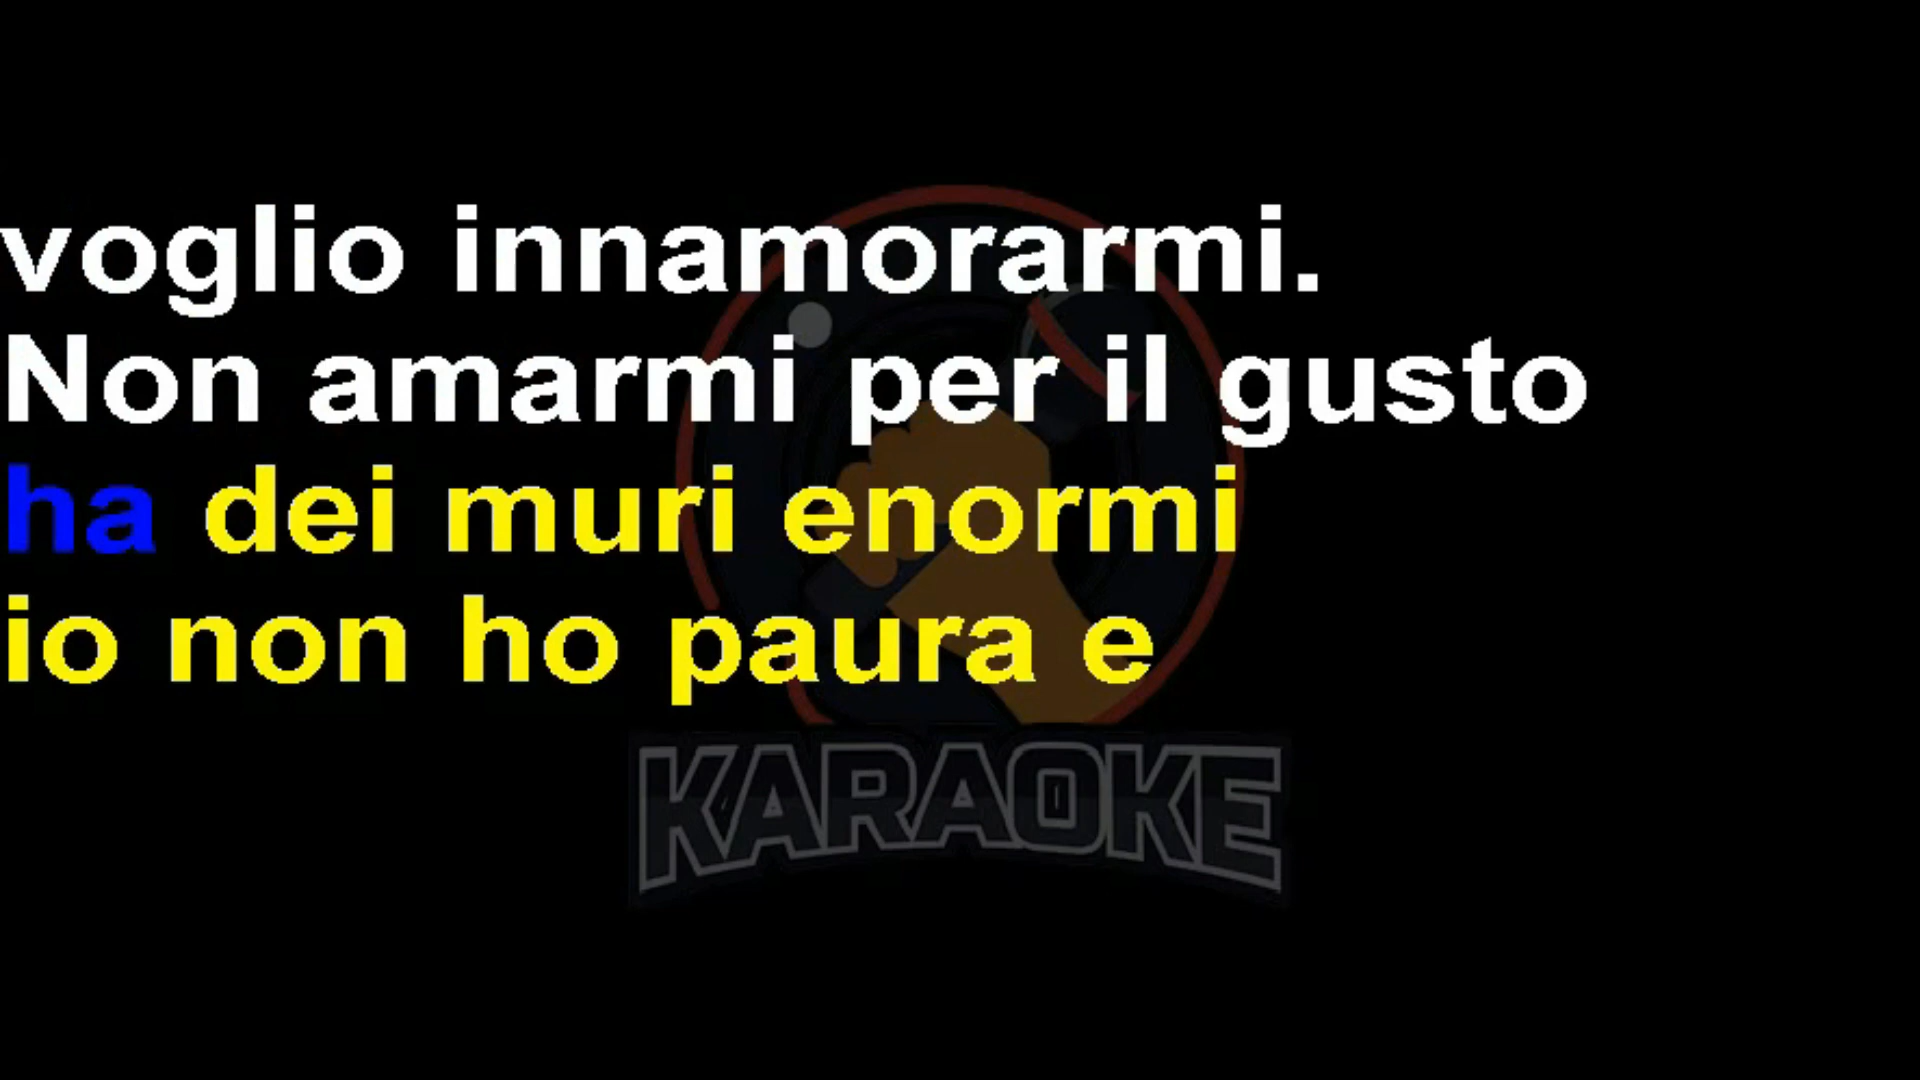 voglio innamorarmi.
Non amarmi per il gusto
ha dei muri enormi
io non ho paura e
KARAOKE